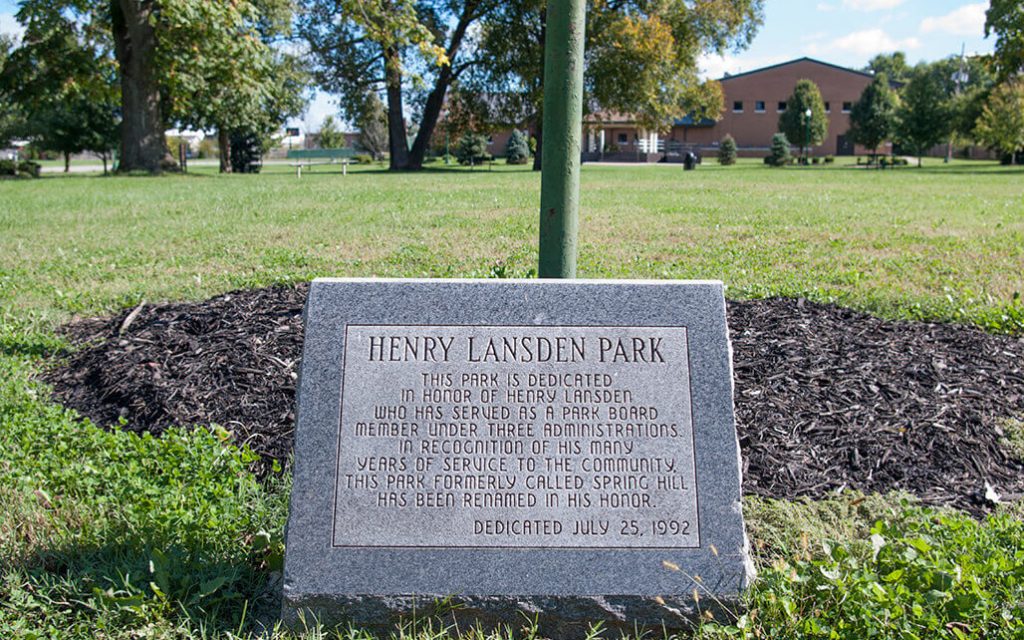 HENRY LANSDEN PARK
THIS PARK IS DEDICATED
IN HONOR OF HENRY LANSDEN
WHO HAS SERVED AS A PARK BOARD
MEMBER UNDER THREE ADMINISTRATIONS.
IN RECOGNITION OF HIS MANY
YEARS OF SERVICE TO THE COMMUNITY,
THIS PARK FORMERLY CALLED SPRING HILL
HAS BEEN RENAMED IN HIS HONOR.
DEDICATED JULY 25, 1992